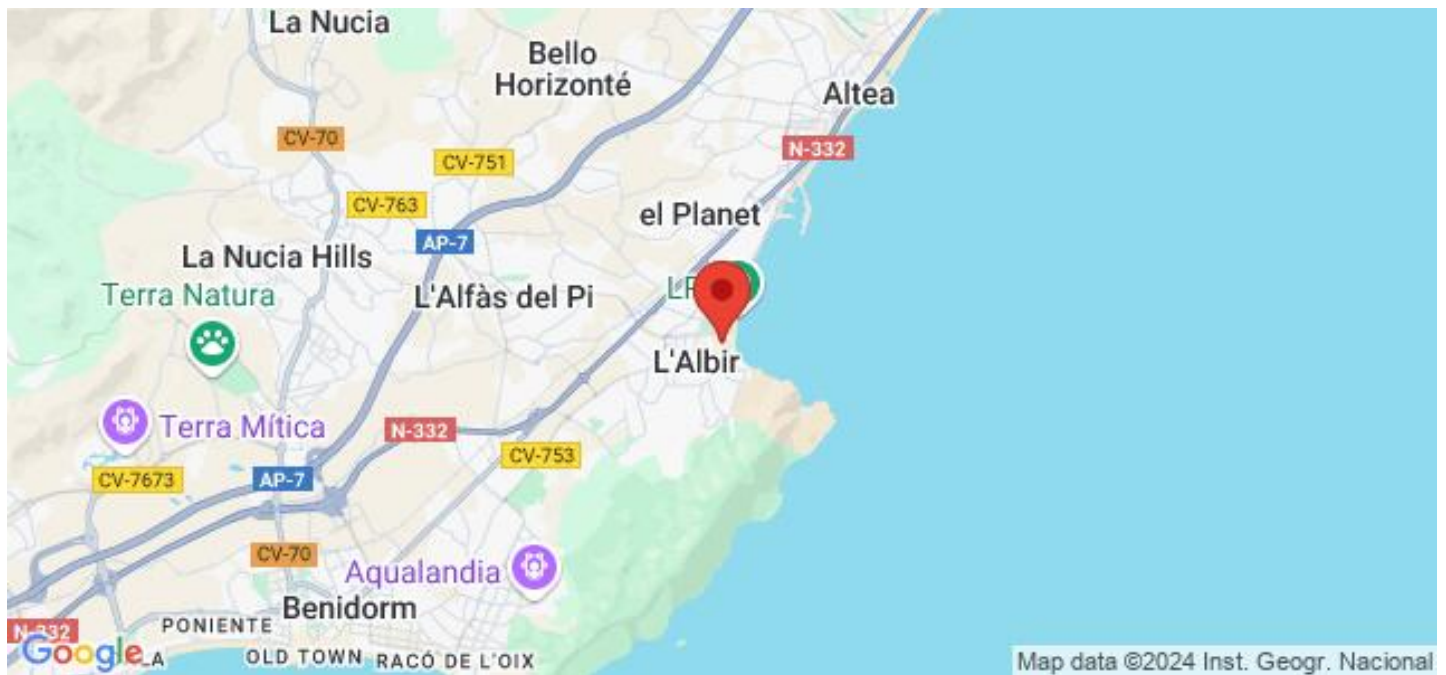 La Nucia
Bello
Horizonté
Altea
CV-70
N-332
CV-751
CV-763
el Planet
AP-7
La Nucia Hills
Terra Natura
L'Alfàs del Pi
L'Albir
Terra Mítica
N-332
CV-753
CV-7673
AP-7
CV-70
Aqualandia
Benidorm
PONIENTE
N-332
Google
LA
OLD TOWN
RACÓ DE L'OIX
Map data ©2024 Inst. Geogr. Nacional